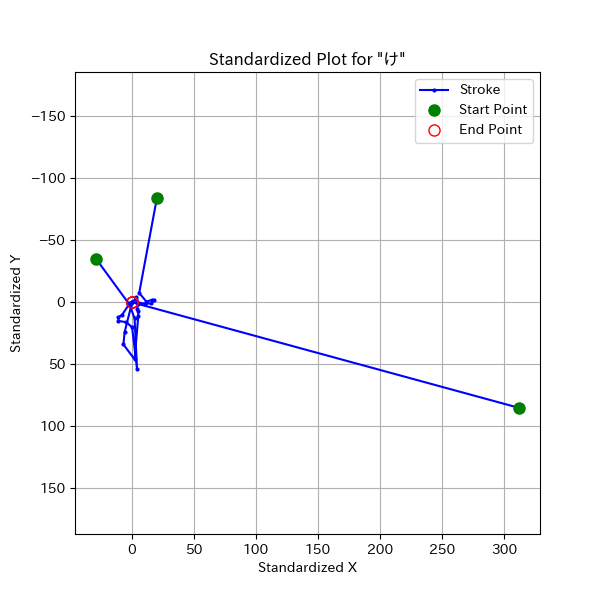 Standardized Plot for "け"
Stroke
Start Point
End Point
−150
−100
−50
0
50
100
150
Standardized Y
0
50
100
150
200
250
300
Standardized X